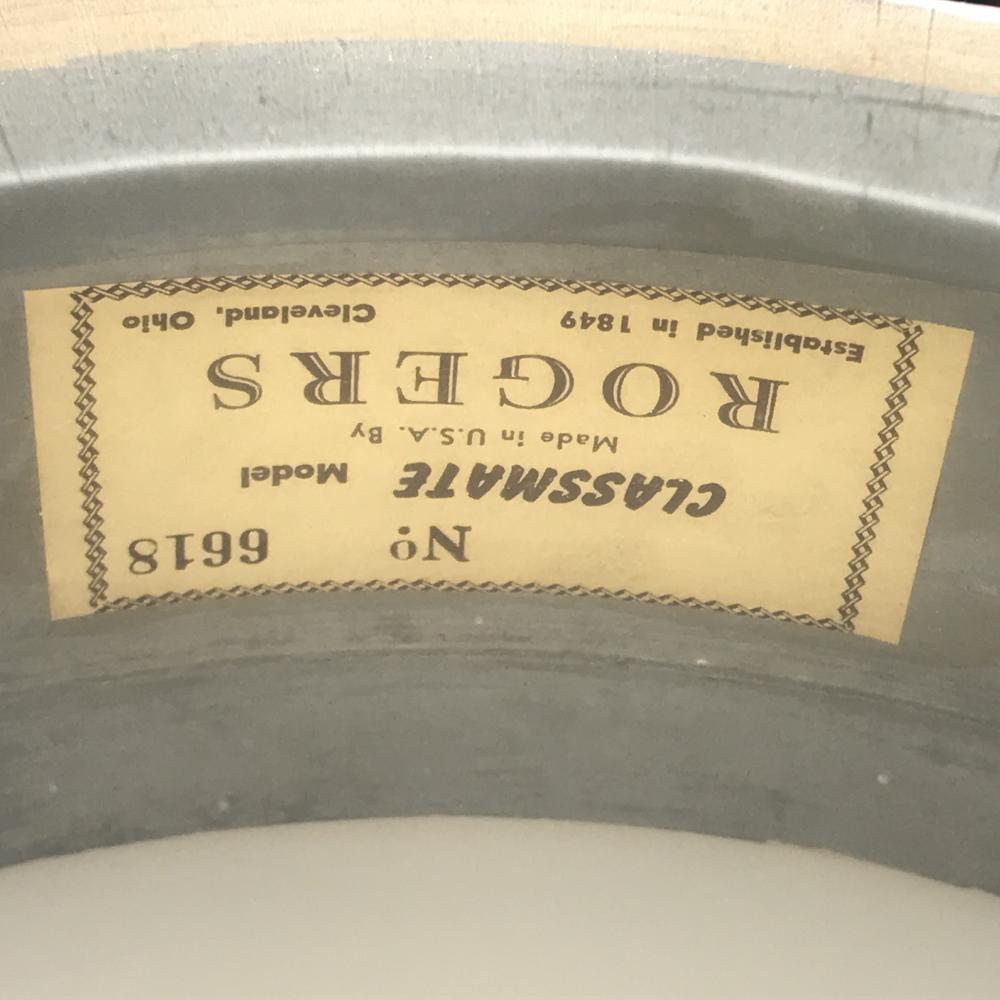 No 6618
CLASSMATE Model
Made in U.S.A. By
ROGERS
Established in 1849 Cleveland, Ohio